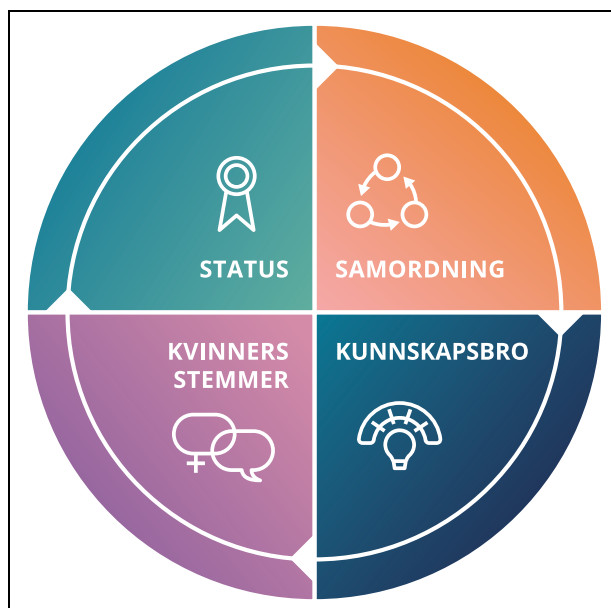 STATUS
SAMORDNING
KVINNERS
STEMMER
KUNNSKAPSBRO